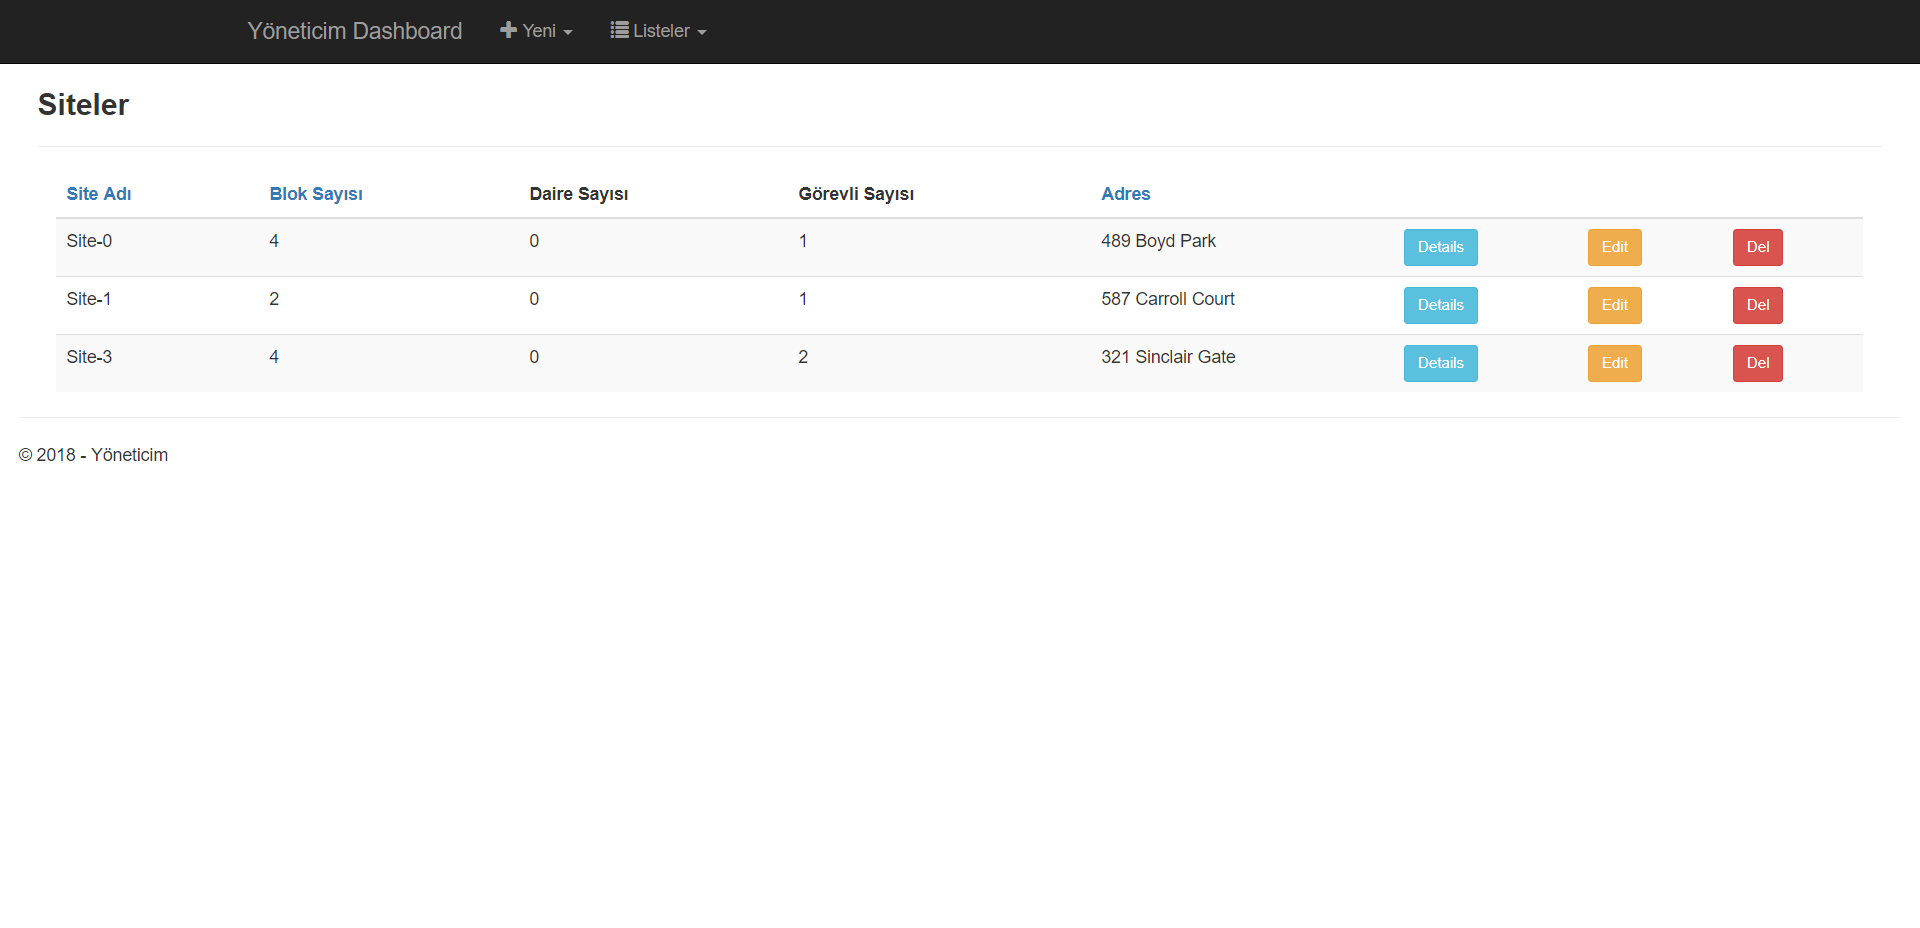 Yöneticim Dashboard Yeni Listeler
Siteler
Site Adı Blok Sayısı Daire Sayısı Görevli Sayısı Adres
Site-0 4 0 1 489 Boyd Park Details Edit Del
Site-1 2 0 1 587 Carroll Court Details Edit Del
Site-3 4 0 2 321 Sinclair Gate Details Edit Del
© 2018 - Yöneticim